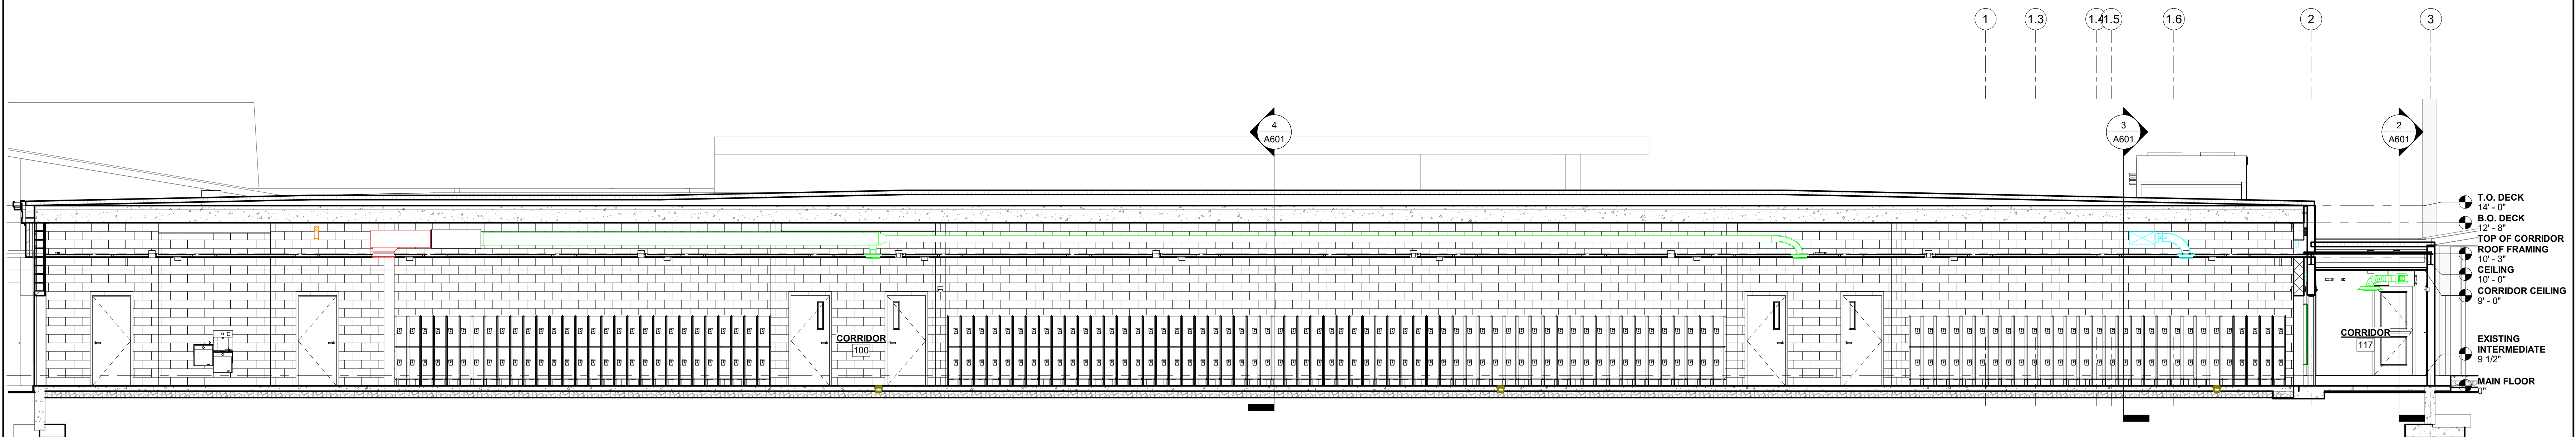 1
1.3
1.4
1.5
1.6
2
3
4
A601
3
A601
2
A601
T.O. DECK
14' - 0"
B.O. DECK
12' - 8"
TOP OF CORRIDOR
ROOF FRAMING
10' - 3"
CEILING
10' - 0"
CORRIDOR CEILING
9' - 0"
CORRIDOR
100
CORRIDOR
117
EXISTING
INTERMEDIATE
9 1/2"
MAIN FLOOR
0"